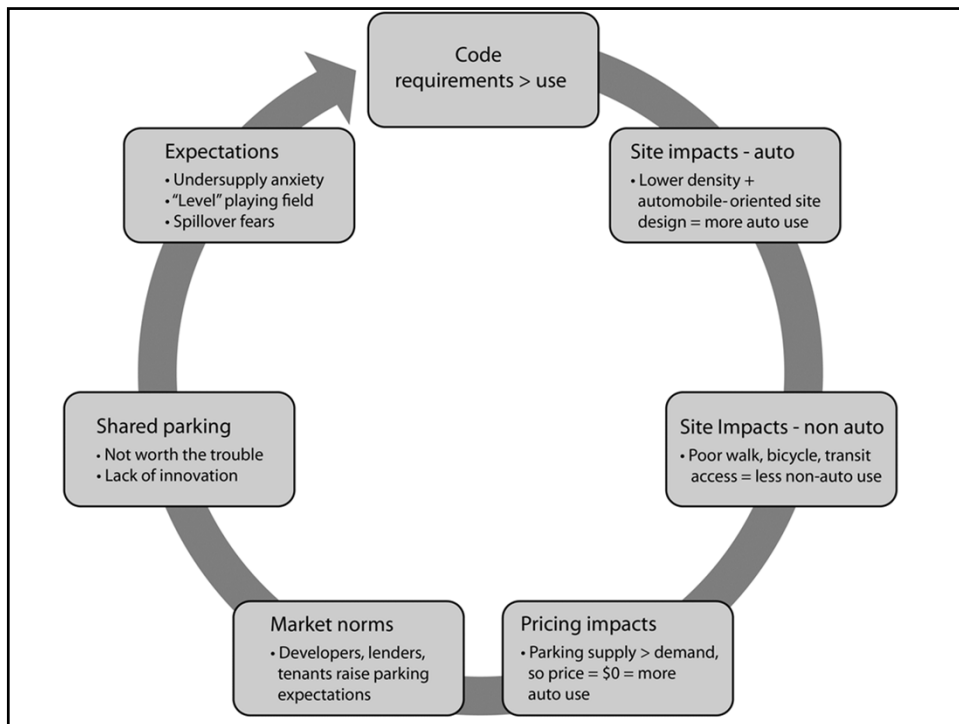 Code
requirements > use
Site impacts - auto
• Lower density +
automobile- oriented site
design = more auto use
Site Impacts - non auto
• Poor walk, bicycle, transit
access = less non-auto use
Pricing impacts
• Parking supply > demand,
so price = $0 = more
auto use
Market norms
• Developers, lenders,
tenants raise parking
expectations
Shared parking
• Not worth the trouble
• Lack of innovation
Expectations
• Undersupply anxiety
• “Level” playing field
• Spillover fears